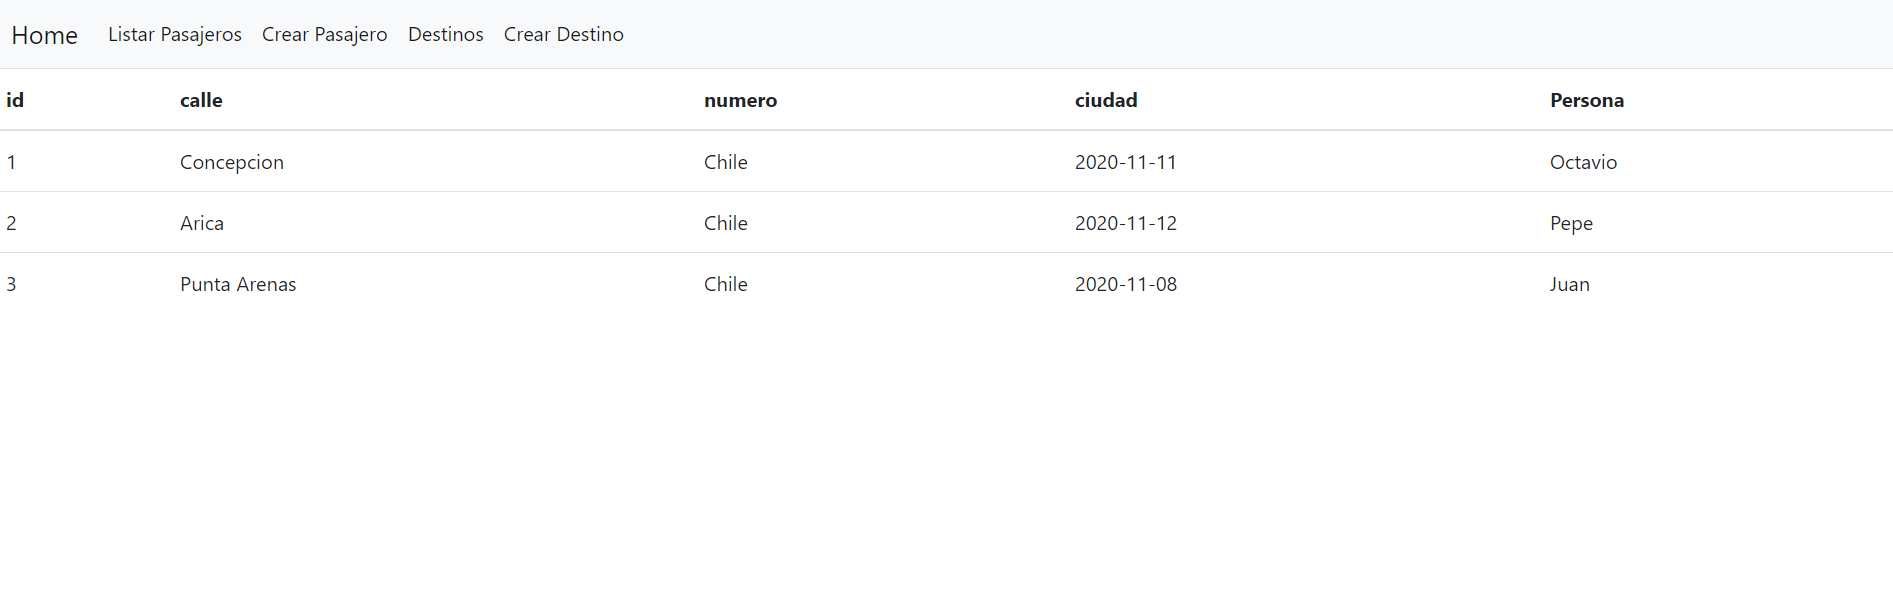 Home Listar Pasajeros Crear Pasajero Destinos Crear Destino
id calle numero ciudad Persona
1 Concepcion Chile 2020-11-11 Octavio
2 Arica Chile 2020-11-12 Pepe
3 Punta Arenas Chile 2020-11-08 Juan